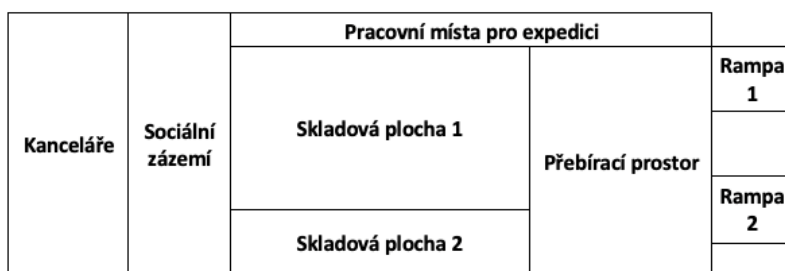 Pracovní místa pro expedici
Kanceláře
Sociální
zázemí
Skladová plocha 1
Skladová plocha 2
Přebírací prostor
Rampa
1
Rampa
2